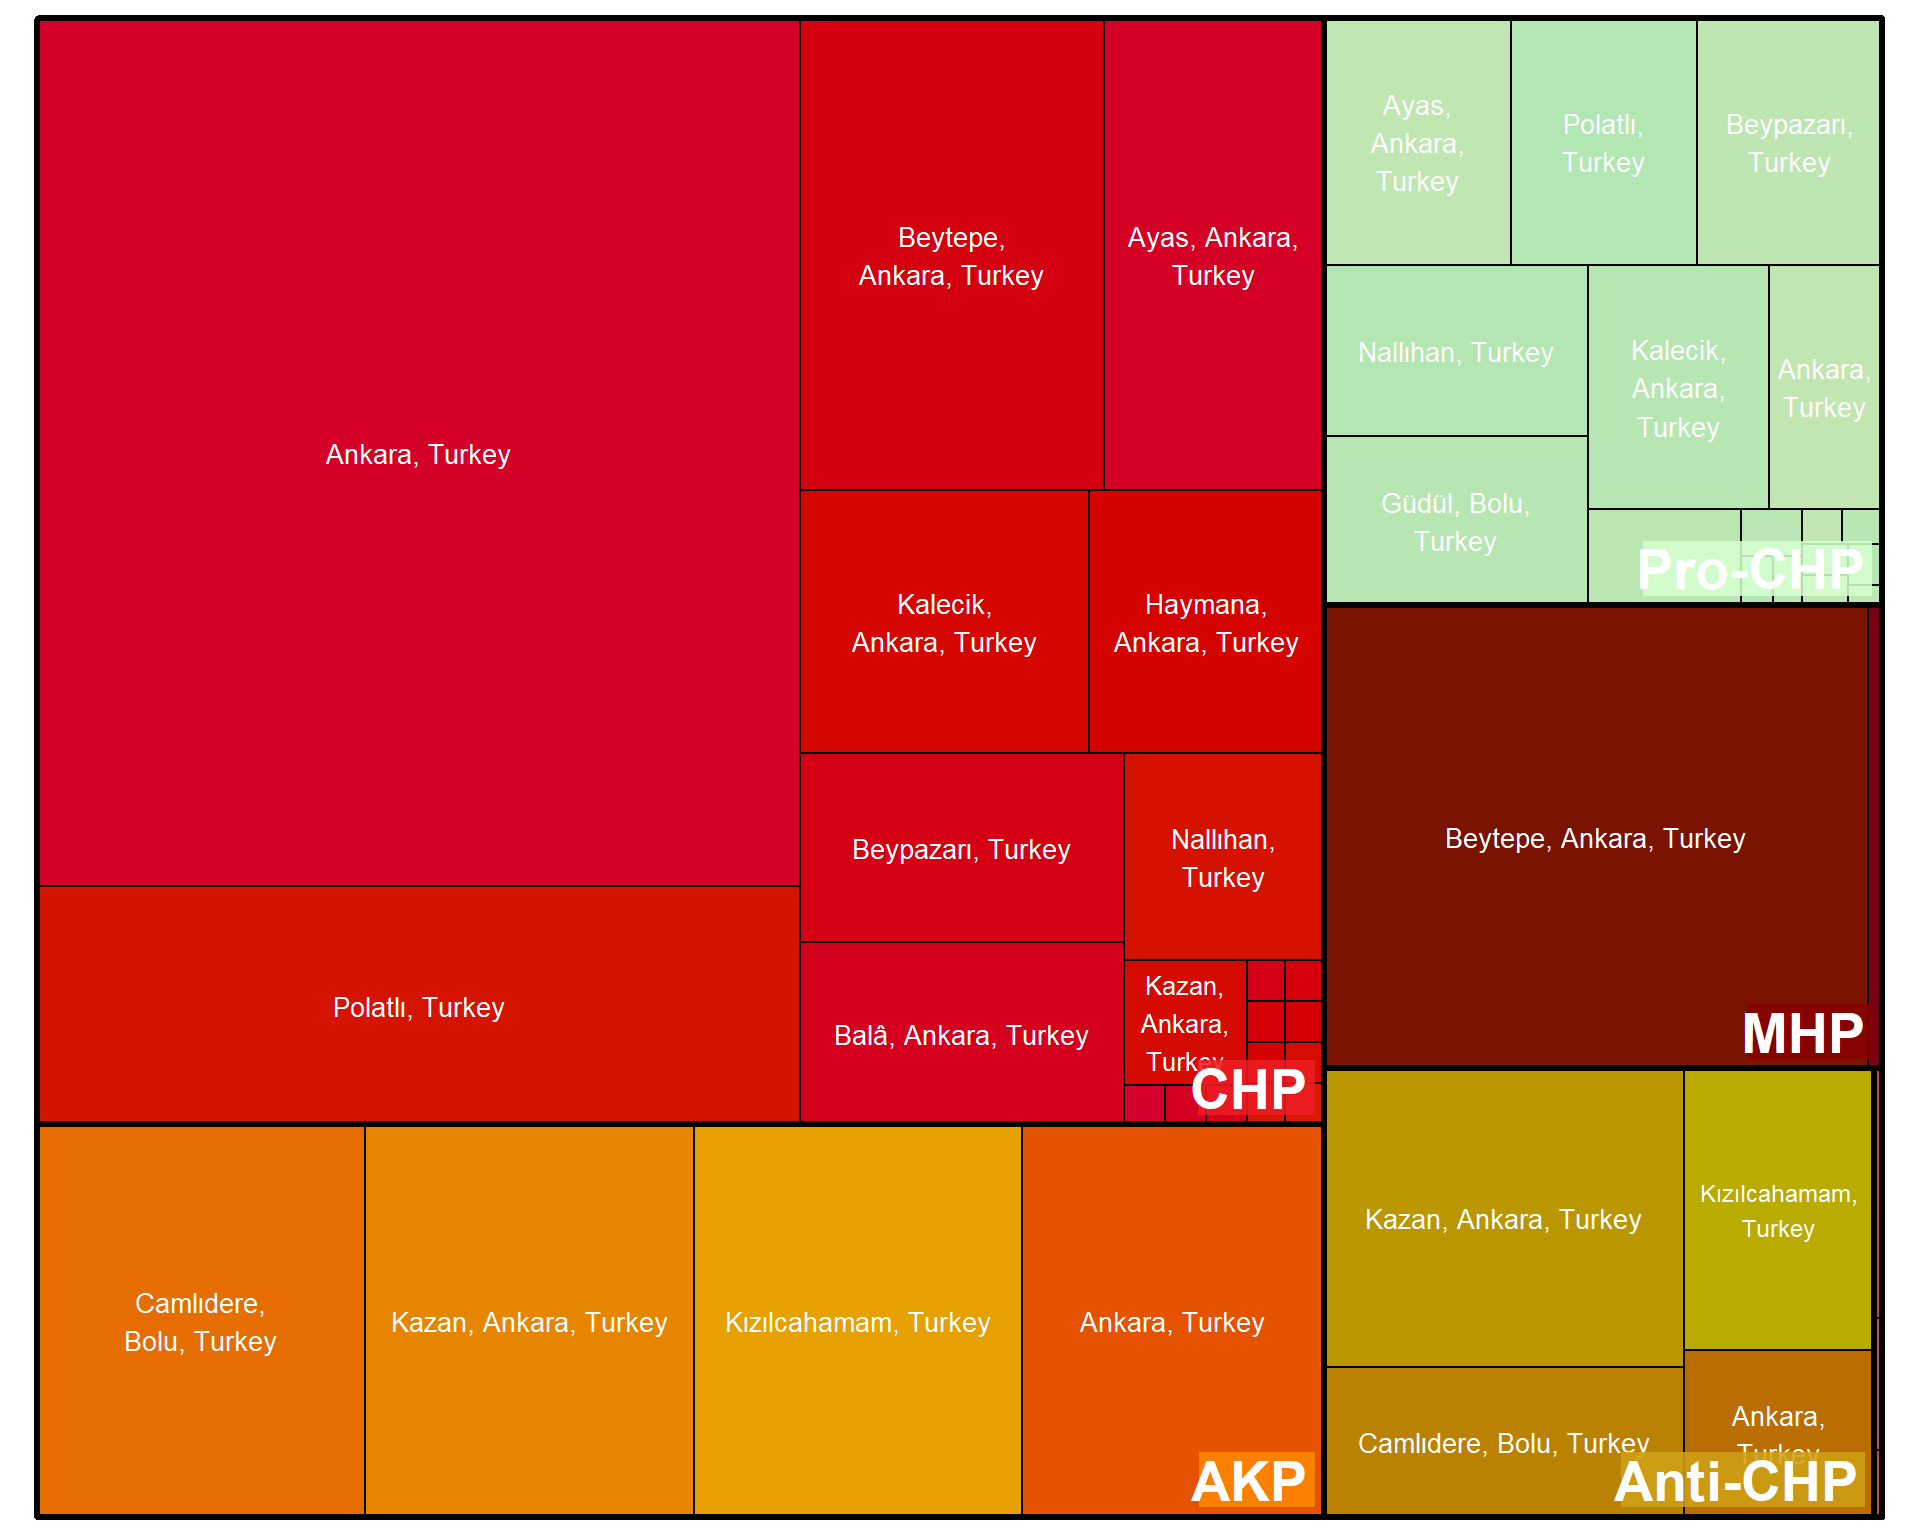 Ankara, Turkey
Polatlı, Turkey
Beytepe,
Ankara, Turkey
Ayas, Ankara,
Turkey
Kalecik,
Ankara, Turkey
Haymana,
Ankara, Turkey
Beypazarı, Turkey
Nallıhan,
Turkey
Balâ, Ankara, Turkey
Kazan,
Ankara,
Turkey
CHP
Camlıdere,
Bolu, Turkey
Kazan, Ankara, Turkey
Kızılcahamam, Turkey
Ankara, Turkey
AKP
Ayas,
Ankara,
Turkey
Polatlı,
Turkey
Beypazarı,
Turkey
Nallıhan, Turkey
Kalecik,
Ankara,
Turkey
Ankara,
Turkey
Güdül, Bolu,
Turkey
Pro-CHP
Beytepe, Ankara, Turkey
MHP
Kazan, Ankara, Turkey
Kızılcahamam,
Turkey
Camlıdere, Bolu, Turkey
Ankara,
Turkey
Anti-CHP